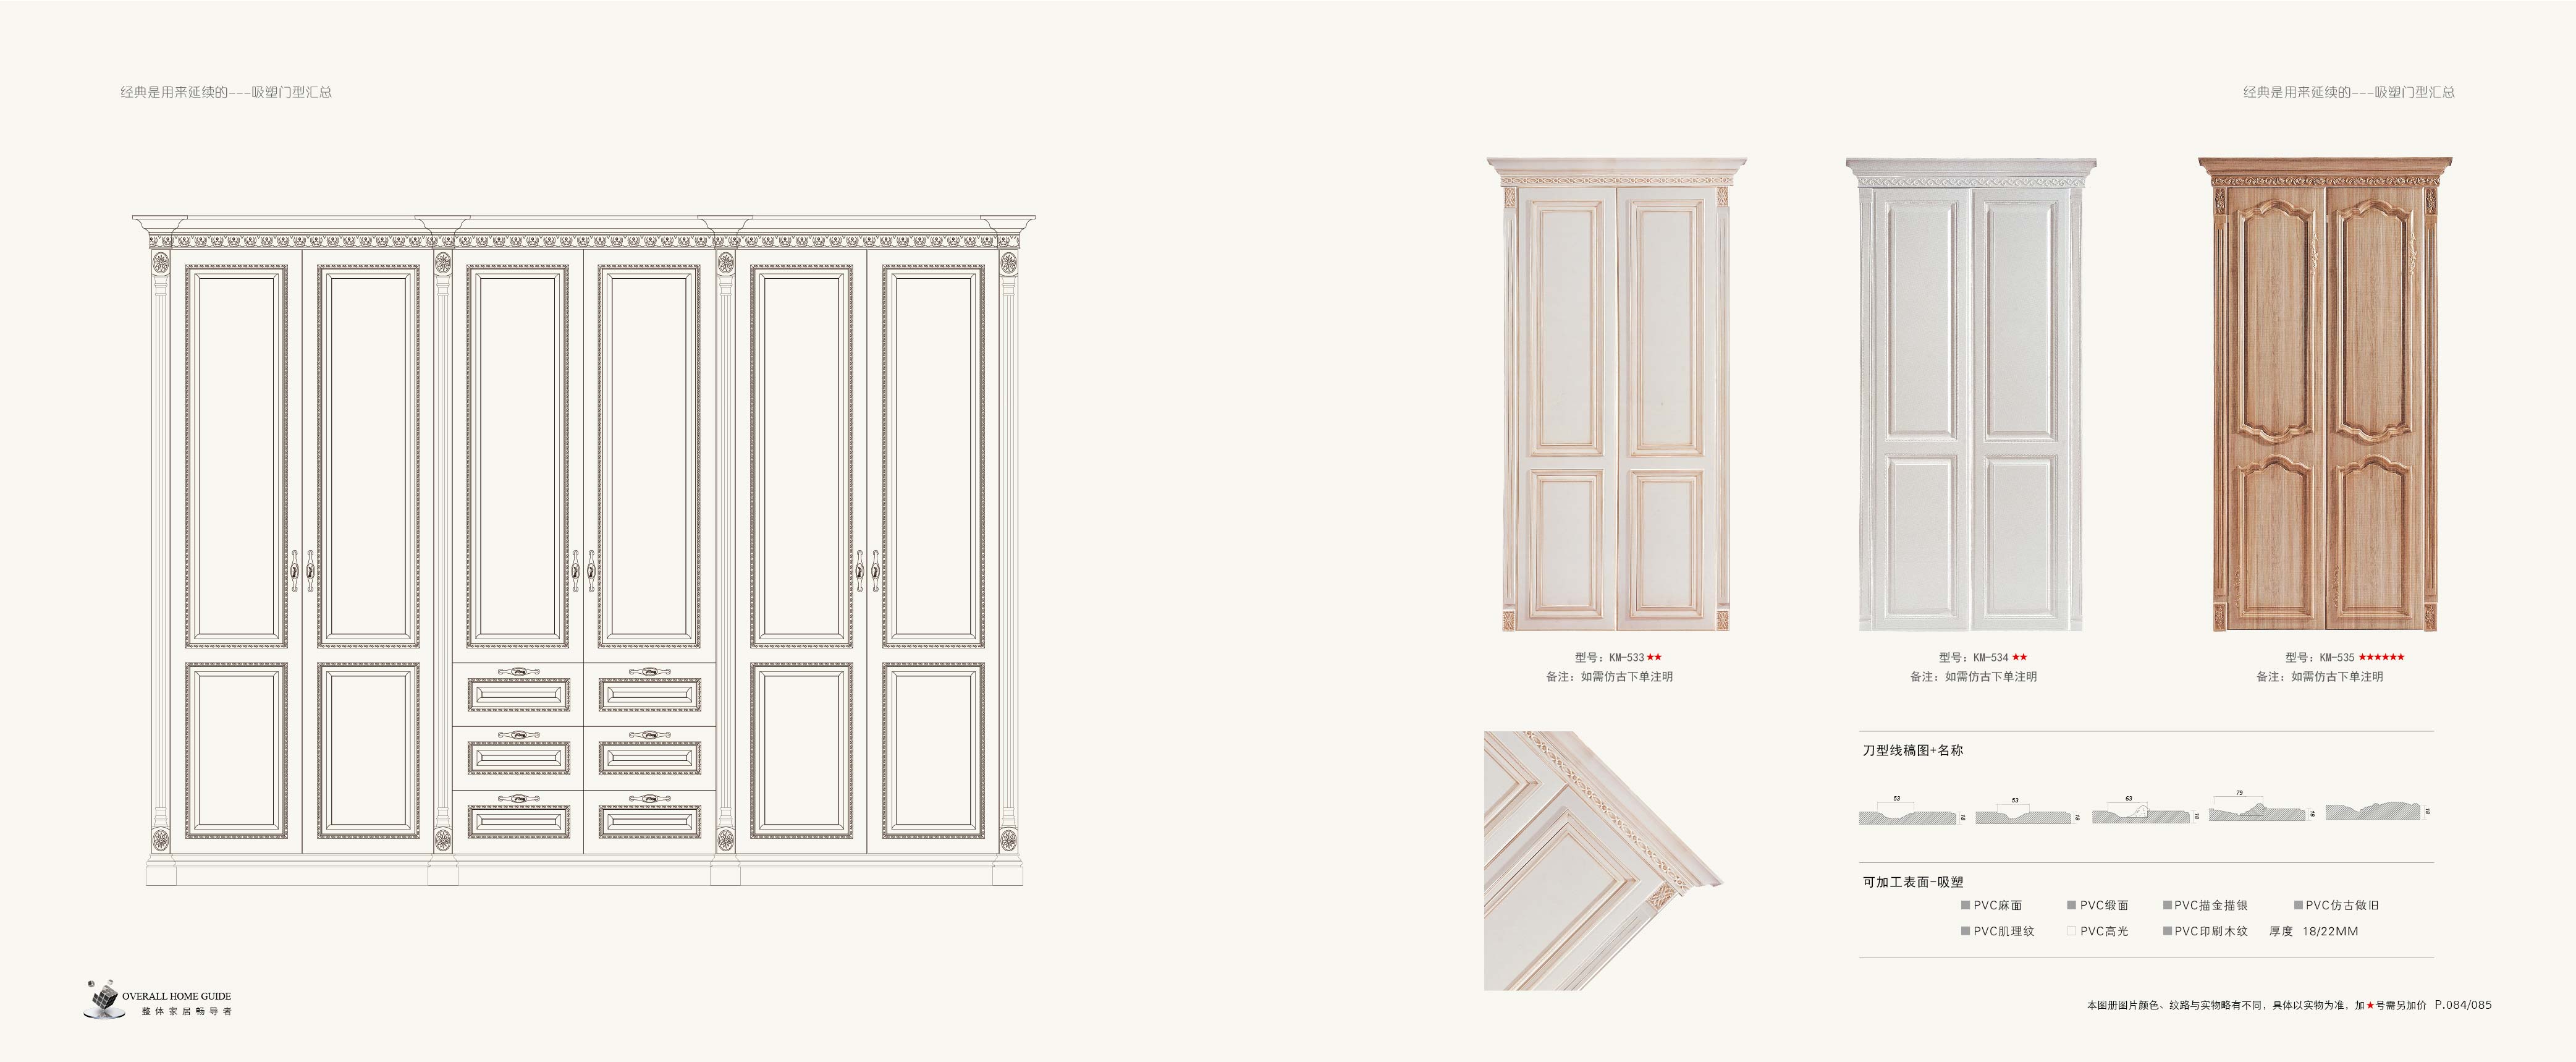 经典是用来延续的---吸塑门型汇总
经典是用来延续的---吸塑门型汇总
型号：KM-533★★
备注：如需仿古下单注明
型号：KM-534★★
备注：如需仿古下单注明
型号：KM-535★★★★★★
备注：如需仿古下单注明
刀型线稿图+名称
53
18
53
18
63
18
79
18
18
可加工表面-吸塑
PVC麻面 PVC缎面 PVC描金描银 PVC仿古做旧
PVC肌理纹 PVC高光 PVC印刷木纹 厚度 18/22MM
OVERALL HOME GUIDE
整体家居畅导者
本图册图片颜色、纹路与实物略有不同，具体以实物为准，加★号需另加价 P.084/085